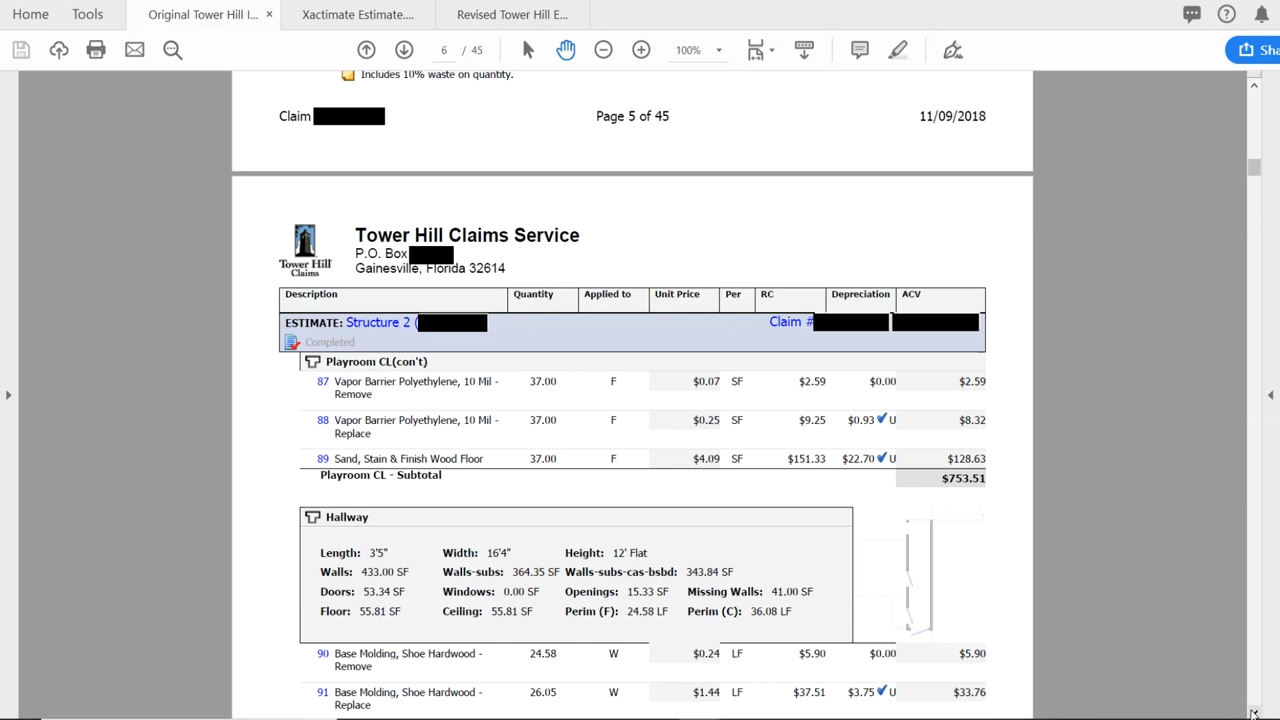 Home Tools Original Tower Hill I... × Xactimate Estimate.... Revised Tower Hill E...
6 / 45 100% Sha
Includes 10% waste on quantity.
Claim Page 5 of 45 11/09/2018
Tower Hill Claims Service
P.O. Box
Gainesville, Florida 32614
Tower Hill
Claims
Description Quantity Applied to Unit Price Per RC Depreciation ACV
ESTIMATE: Structure 2 ( Claim #
Completed
Playroom CL(con't)
87 Vapor Barrier Polyethylene, 10 Mil - 37.00 F $0.07 SF $2.59 $0.00 $2.59
Remove
88 Vapor Barrier Polyethylene, 10 Mil - 37.00 F $0.25 SF $9.25 $0.93 U $8.32
Replace
89 Sand, Stain & Finish Wood Floor 37.00 F $4.09 SF $151.33 $22.70 U $128.63
Playroom CL - Subtotal $753.51
Hallway
Length: 3'5" Width: 16'4" Height: 12' Flat
Walls: 433.00 SF Walls-subs: 364.35 SF Walls-subs-cas-bsbd: 343.84 SF
Doors: 53.34 SF Windows: 0.00 SF Openings: 15.33 SF Missing Walls: 41.00 SF
Floor: 55.81 SF Ceiling: 55.81 SF Perim (F): 24.58 LF Perim (C): 36.08 LF
90 Base Molding, Shoe Hardwood - 24.58 W $0.24 LF $5.90 $0.00 $5.90
Remove
91 Base Molding, Shoe Hardwood - 26.05 W $1.44 LF $37.51 $3.75 U $33.76
Replace